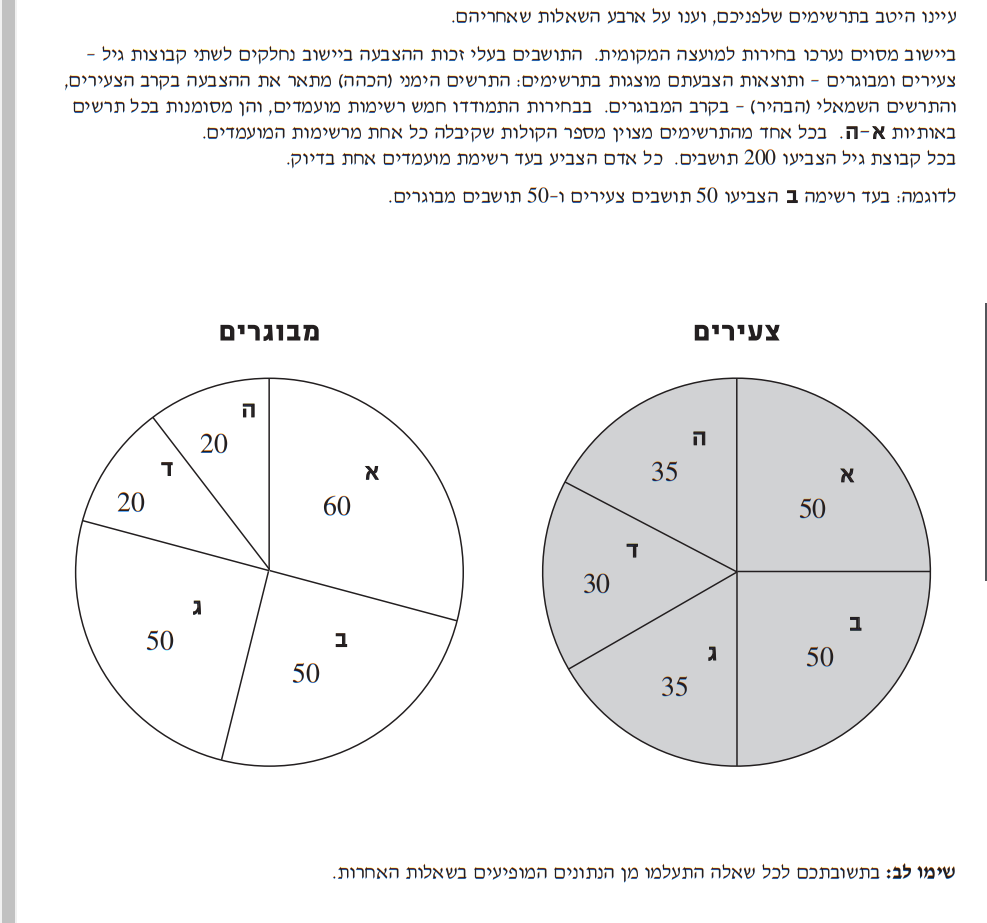 עיינו היטב בתרשימים שלפניכם, וענו על ארבע השאלות שאחריהם.
ביישוב מסוים נערכו בחירות למועצה המקומית. התושבים בעלי זכות ההצבעה ביישוב נחלקים לשתי קבוצות גיל –
צעירים ומבוגרים – ותוצאות הצבעתם מוצגות בתרשימים: התרשים הימני (הכהה) מתאר את ההצבעה בקרב הצעירים,
והתרשים השמאלי (הבהיר) – בקרב המבוגרים. בבחירות התמודדו חמש רשימות מועמדים, והן מסומנות בכל תרשים
באותיות א–ה. בכל אחד מהתרשימים מצוין מספר הקולות שקיבלה כל אחת מרשימות המועמדים.
בכל קבוצת גיל הצביעו 200 תושבים. כל אדם הצביע בעד רשימת מועמדים אחת בדיוק.
לדוגמה: בעד רשימה ב הצביעו 50 תושבים צעירים ו-50 תושבים מבוגרים.
צעירים
א
50
ב
50
ג
35
ד
30
ה
35
מבוגרים
א
60
ב
50
ג
50
ד
20
ה
20
שימו לב: בתשובתכם לכל שאלה התעלמו מן הנתונים המופיעים בשאלות האחרות.